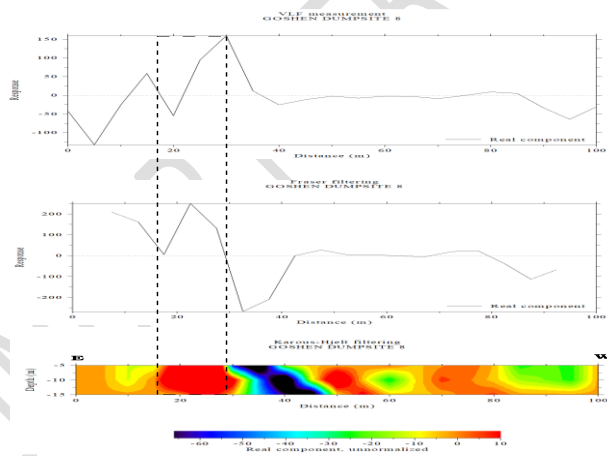 VLF measurement
GOSHEN DUMPSITE 8
150
100
50
0
-50
-100
Response
Real component
0 20 40 60 80 100
Distance (m)
Fraser filtering
GOSHEN DUMPSITE 8
200
100
0
-100
-200
Response
Real component
0 20 40 60 80 100
Distance (m)
Karous-Hjelt filtering
GOSHEN DUMPSITE 8
E W
-5
-10
-15
Depth (m)
0 20 40 60 80 100
Distance (m)
-60 -50 -40 -30 -20 -10 0 10
Real component, unnormalized